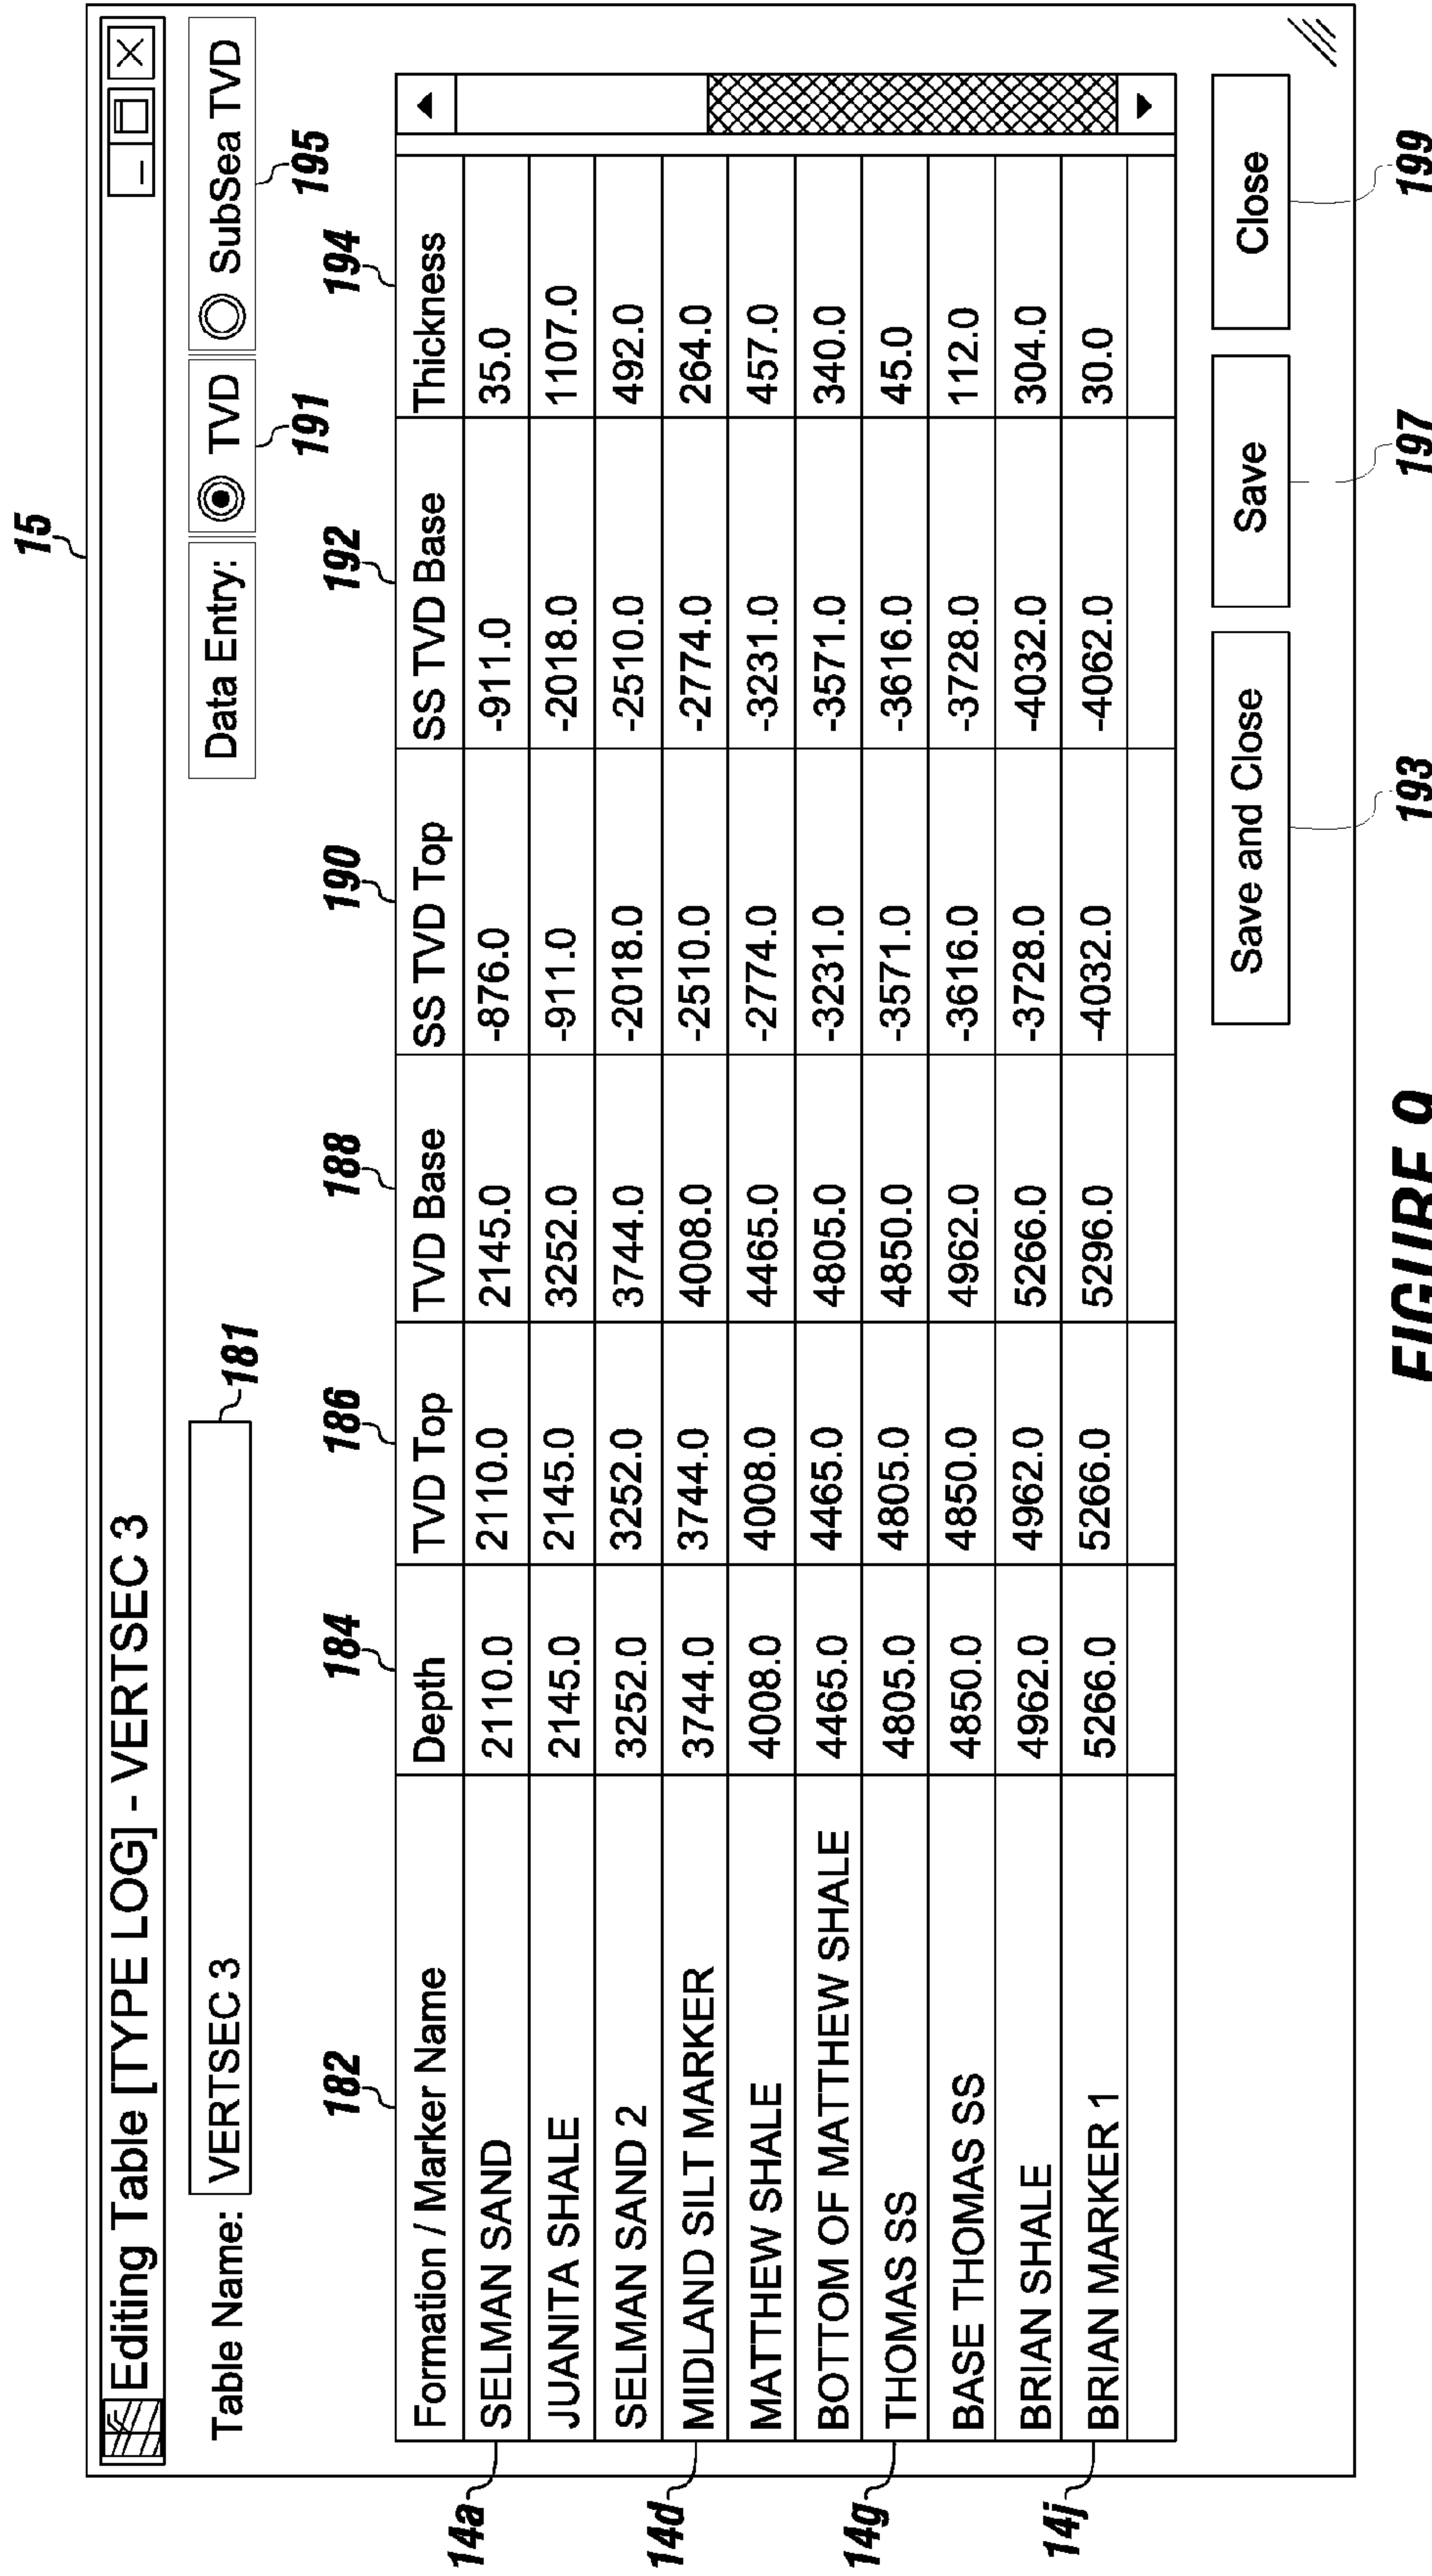 15
Editing Table [TYPE LOG] - VERTSEC 3
Table Name: VERTSEC 3 181 Data Entry: TVD SubSea TVD
191 195
182 184 186 188 190 192 194
Formation / Marker Name Depth TVD Top TVD Base SS TVD Top SS TVD Base Thickness
14a SELMAN SAND 2110.0 2110.0 2145.0 -876.0 -911.0 35.0
JUANITA SHALE 2145.0 2145.0 3252.0 -911.0 -2018.0 1107.0
SELMAN SAND 2 3252.0 3252.0 3744.0 -2018.0 -2510.0 492.0
14d MIDLAND SILT MARKER 3744.0 3744.0 4008.0 -2510.0 -2774.0 264.0
MATTHEW SHALE 4008.0 4008.0 4465.0 -2774.0 -3231.0 457.0
BOTTOM OF MATTHEW SHALE 4465.0 4465.0 4805.0 -3231.0 -3571.0 340.0
14g THOMAS SS 4805.0 4805.0 4850.0 -3571.0 -3616.0 45.0
BASE THOMAS SS 4850.0 4850.0 4962.0 -3616.0 -3728.0 112.0
BRIAN SHALE 4962.0 4962.0 5266.0 -3728.0 -4032.0 304.0
14j BRIAN MARKER 1 5266.0 5266.0 5296.0 -4032.0 -4062.0 30.0
Save and Close Save Close
193 197 199
FIGURE 9